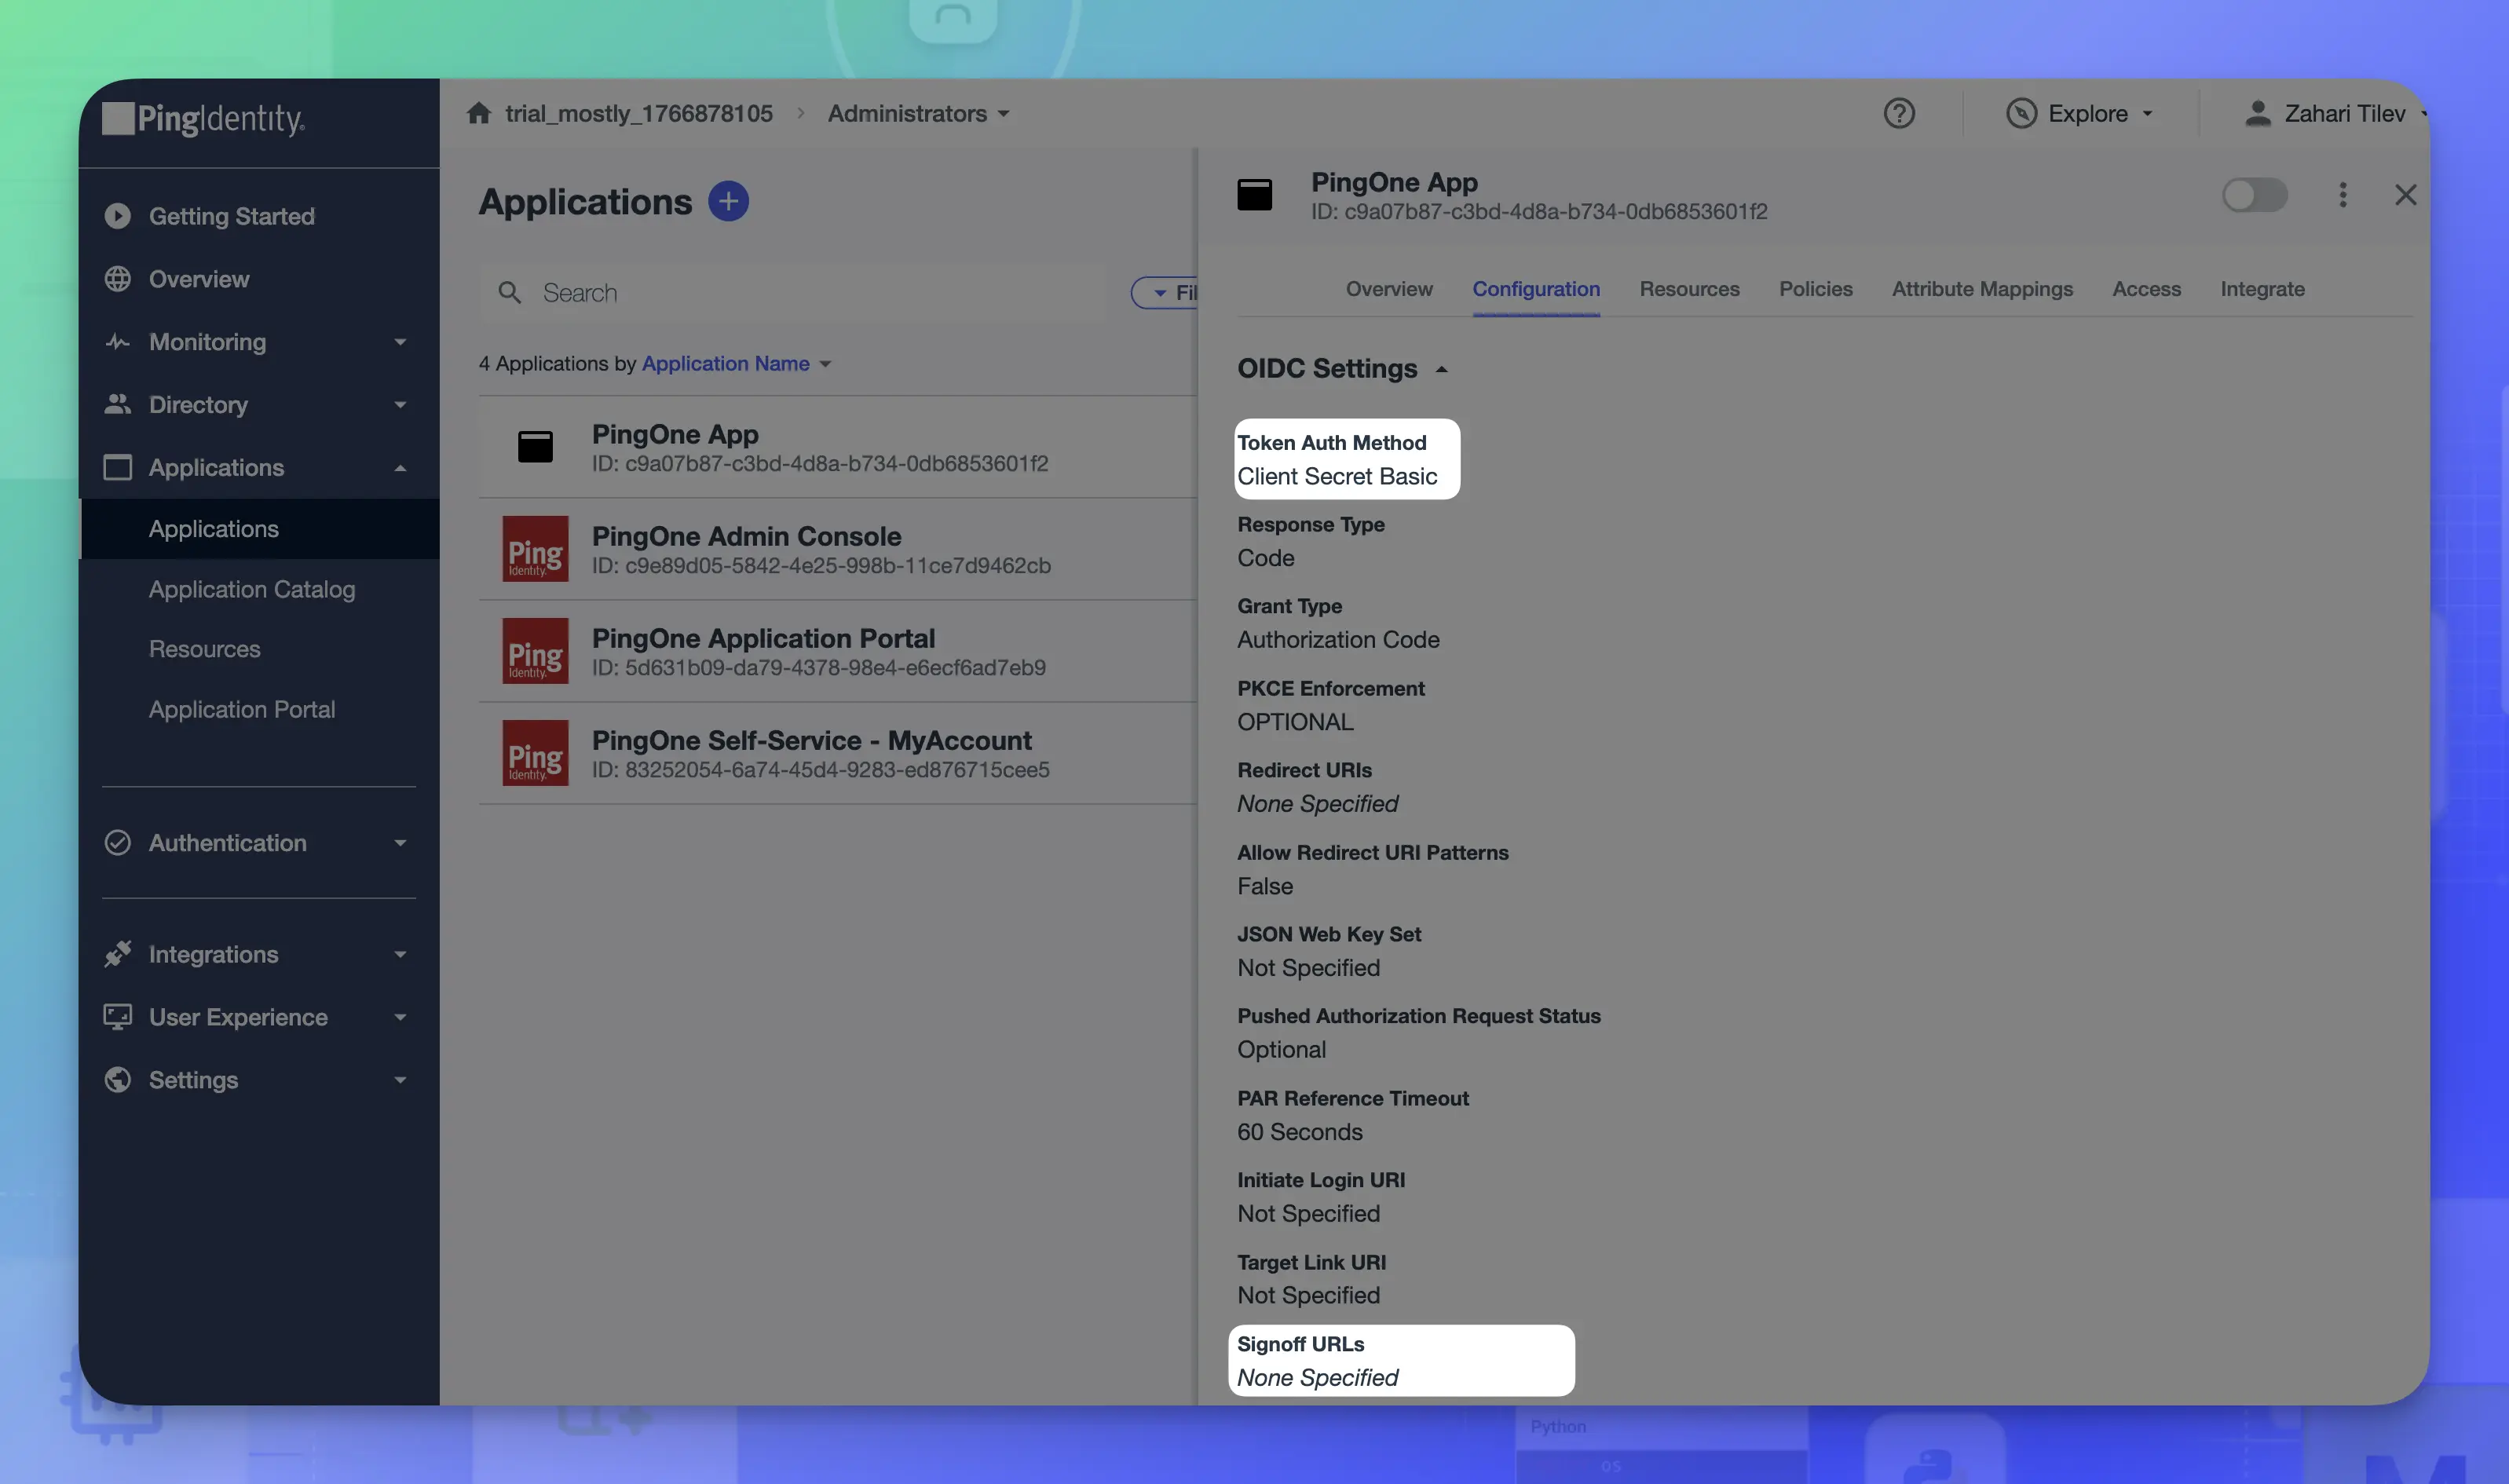 PingIdentity.
trial_mostly_1766878105
Administrators
Explore
Zahari Tilev
Getting Started
Overview
Monitoring
Directory
Applications
Applications
Application Catalog
Resources
Application Portal
Authentication
Integrations
User Experience
Settings
Applications
Search
Fil
4 Applications by Application Name
PingOne App
ID: c9a07b87-c3bd-4d8a-b734-0db6853601f2
Ping
Identity.
PingOne Admin Console
ID: c9e89d05-5842-4e25-998b-11ce7d9462cb
Ping
Identity.
PingOne Application Portal
ID: 5d631b09-da79-4378-98e4-e6ecf6ad7eb9
Ping
Identity.
PingOne Self-Service - MyAccount
ID: 83252054-6a74-45d4-9283-ed876715cee5
PingOne App
ID: c9a07b87-c3bd-4d8a-b734-0db6853601f2
Overview
Configuration
Resources
Policies
Attribute Mappings
Access
Integrate
OIDC Settings
Token Auth Method
Client Secret Basic
Response Type
Code
Grant Type
Authorization Code
PKCE Enforcement
OPTIONAL
Redirect URIs
None Specified
Allow Redirect URI Patterns
False
JSON Web Key Set
Not Specified
Pushed Authorization Request Status
Optional
PAR Reference Timeout
60 Seconds
Initiate Login URI
Not Specified
Target Link URI
Not Specified
Signoff URLs
None Specified
Python
os